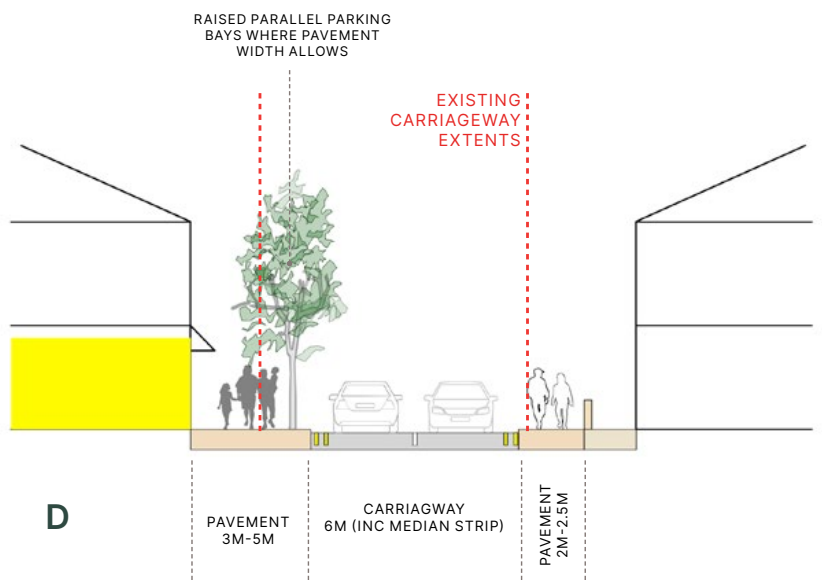 RAISED PARALLEL PARKING
BAYS WHERE PAVEMENT
WIDTH ALLOWS
EXISTING
CARRIAGEWAY
EXTENTS
D
PAVEMENT
3M-5M
CARRIAGWAY
6M (INC MEDIAN STRIP)
PAVEMENT
2M-2.5M